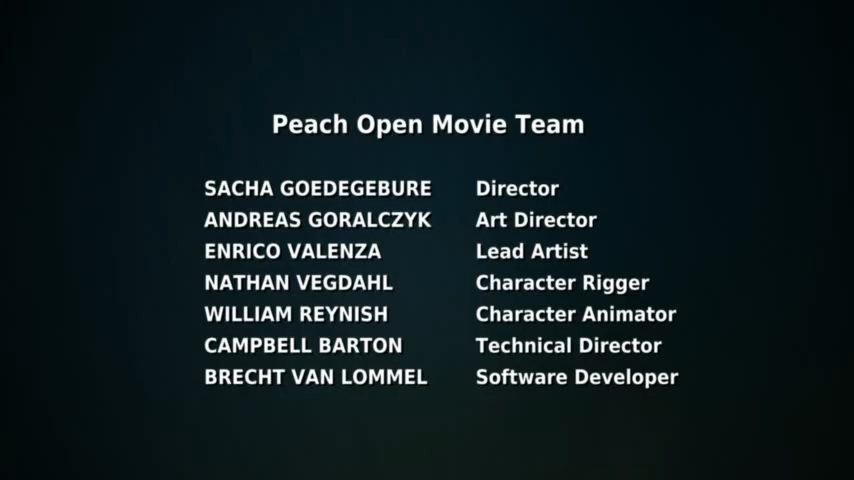 Peach Open Movie Team
SACHA GOEDEGEBURE Director
ANDREAS GORALCZYK Art Director
ENRICO VALENZA Lead Artist
NATHAN VEGDAHL Character Rigger
WILLIAM REYNISH Character Animator
CAMPBELL BARTON Technical Director
BRECHT VAN LOMMEL Software Developer